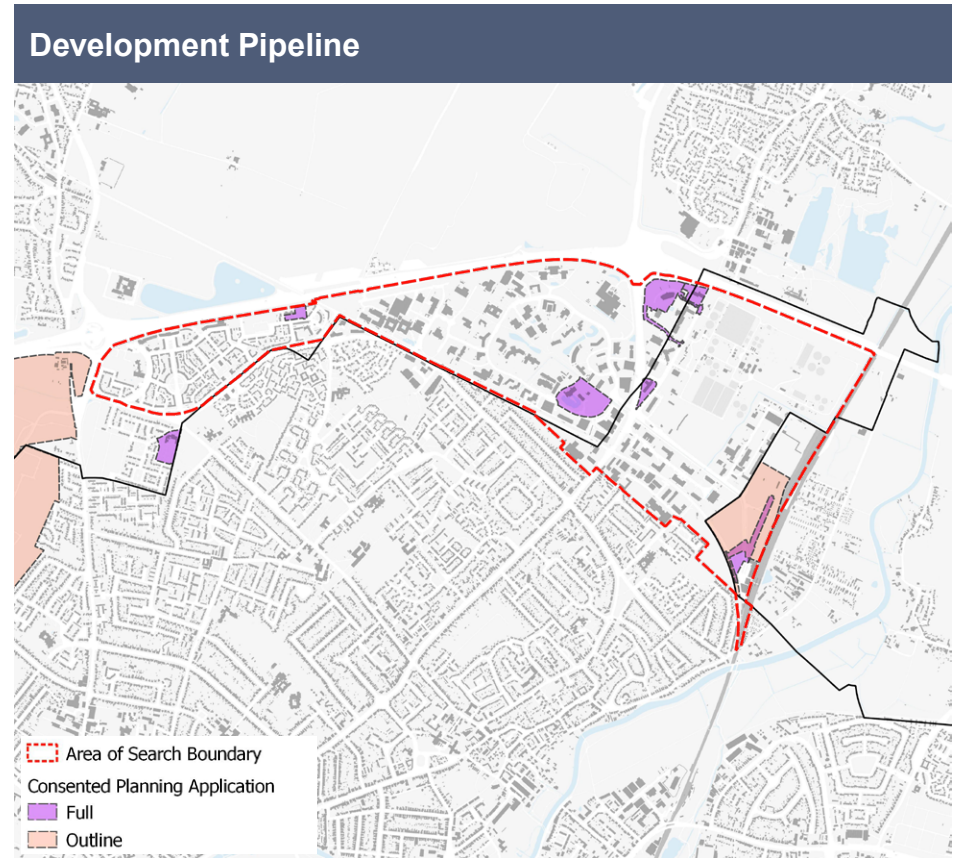 Development Pipeline
Area of Search Boundary
Consented Planning Application
Full
Outline